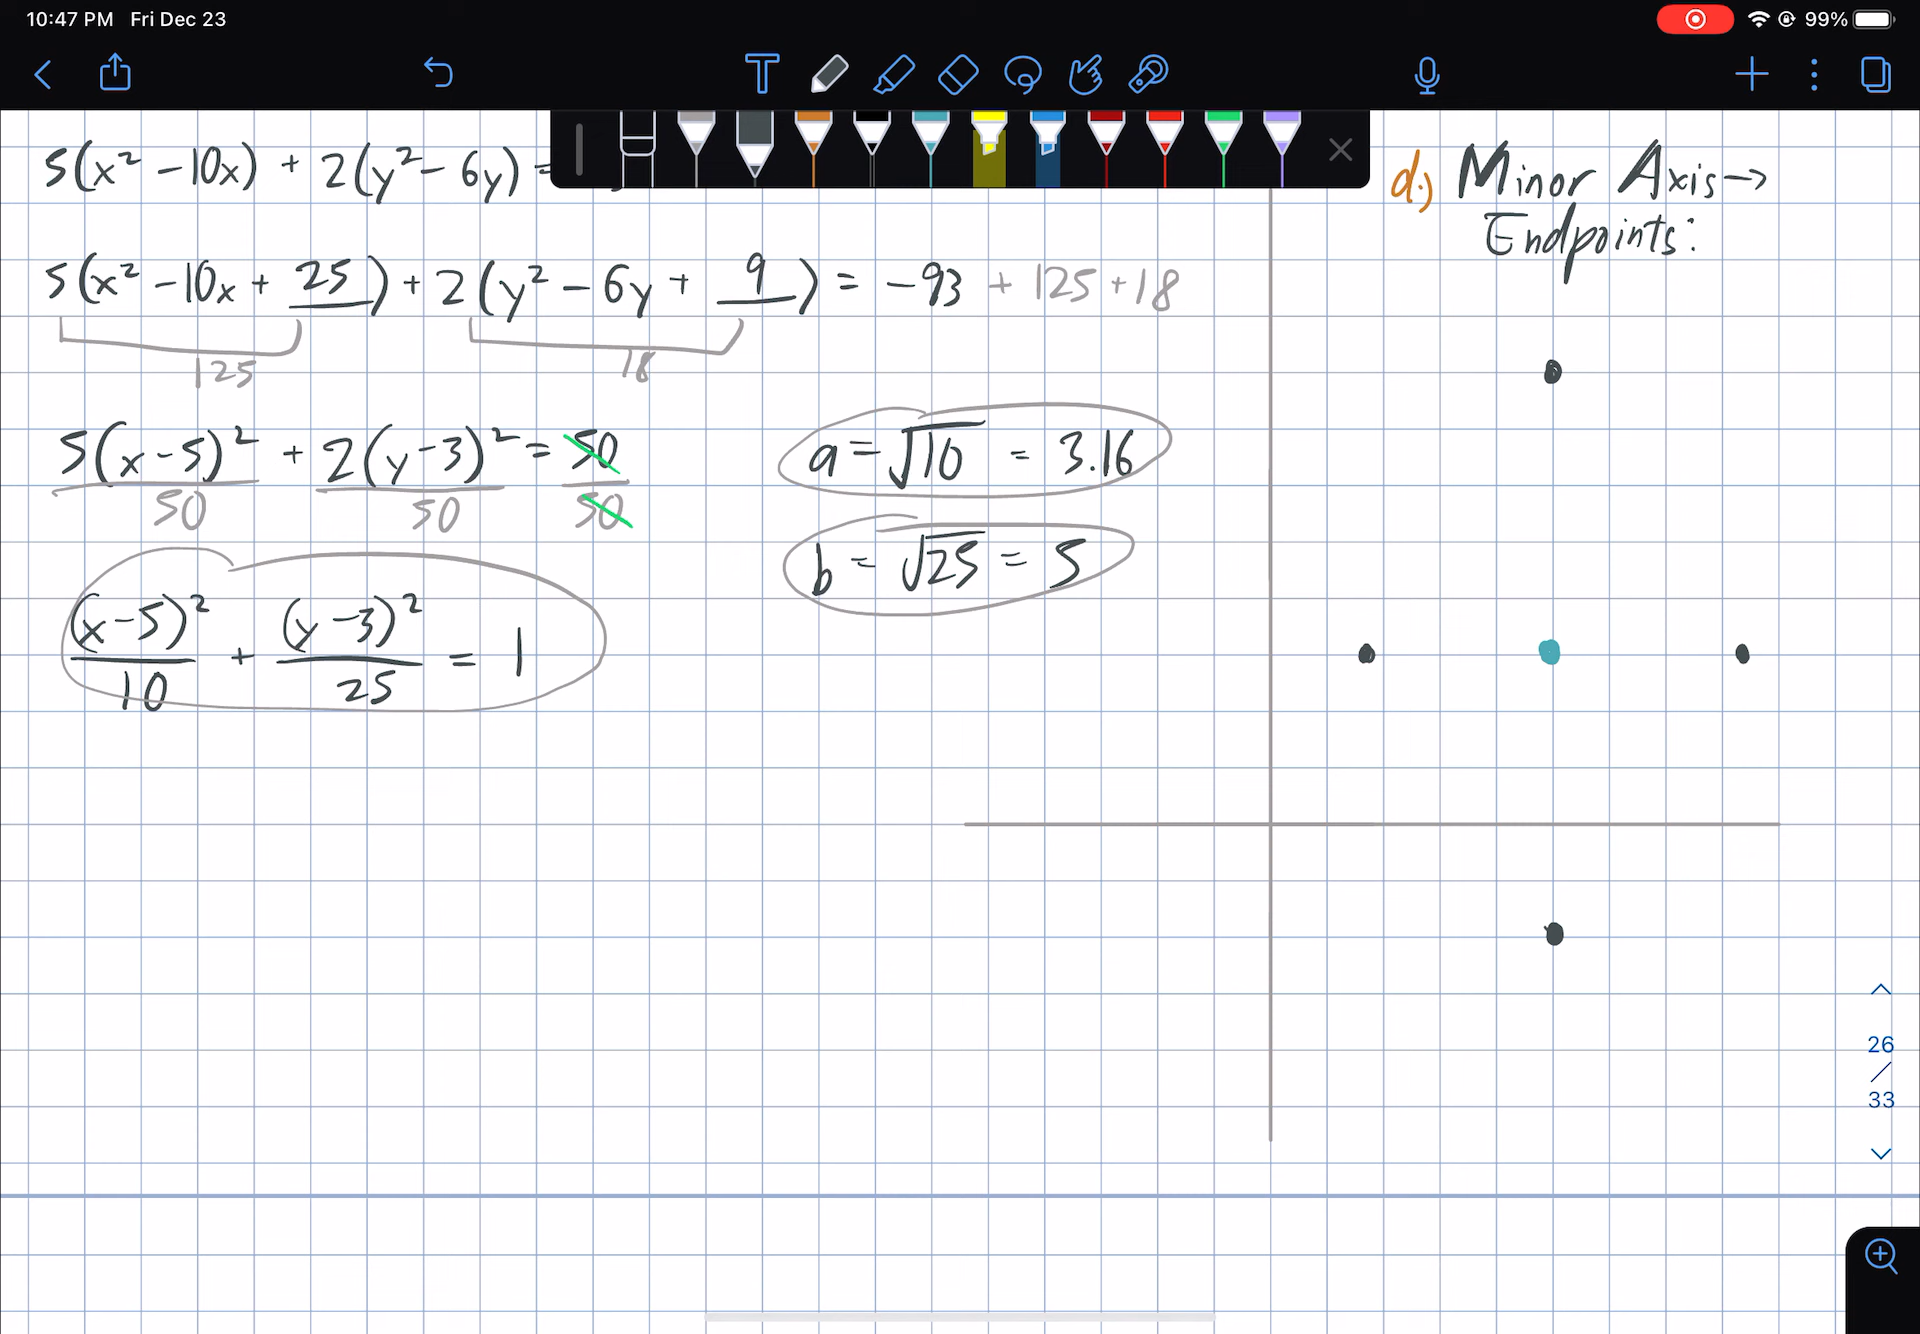 10:47 PM Fri Dec 23
99%
5(x² - 10x) + 2(y² - 6y) =
5(x² - 10x + 25) + 2(y² - 6y + 9) = -93 + 125 + 18
125
18
5(x-5)² + 2(y-3)² = 50
50 50 50
(x-5)² + (y-3)² = 1
10 25
a = √10 = 3.16
b = √25 = 5
d.) Minor Axis→
Endpoints:
26
/
33